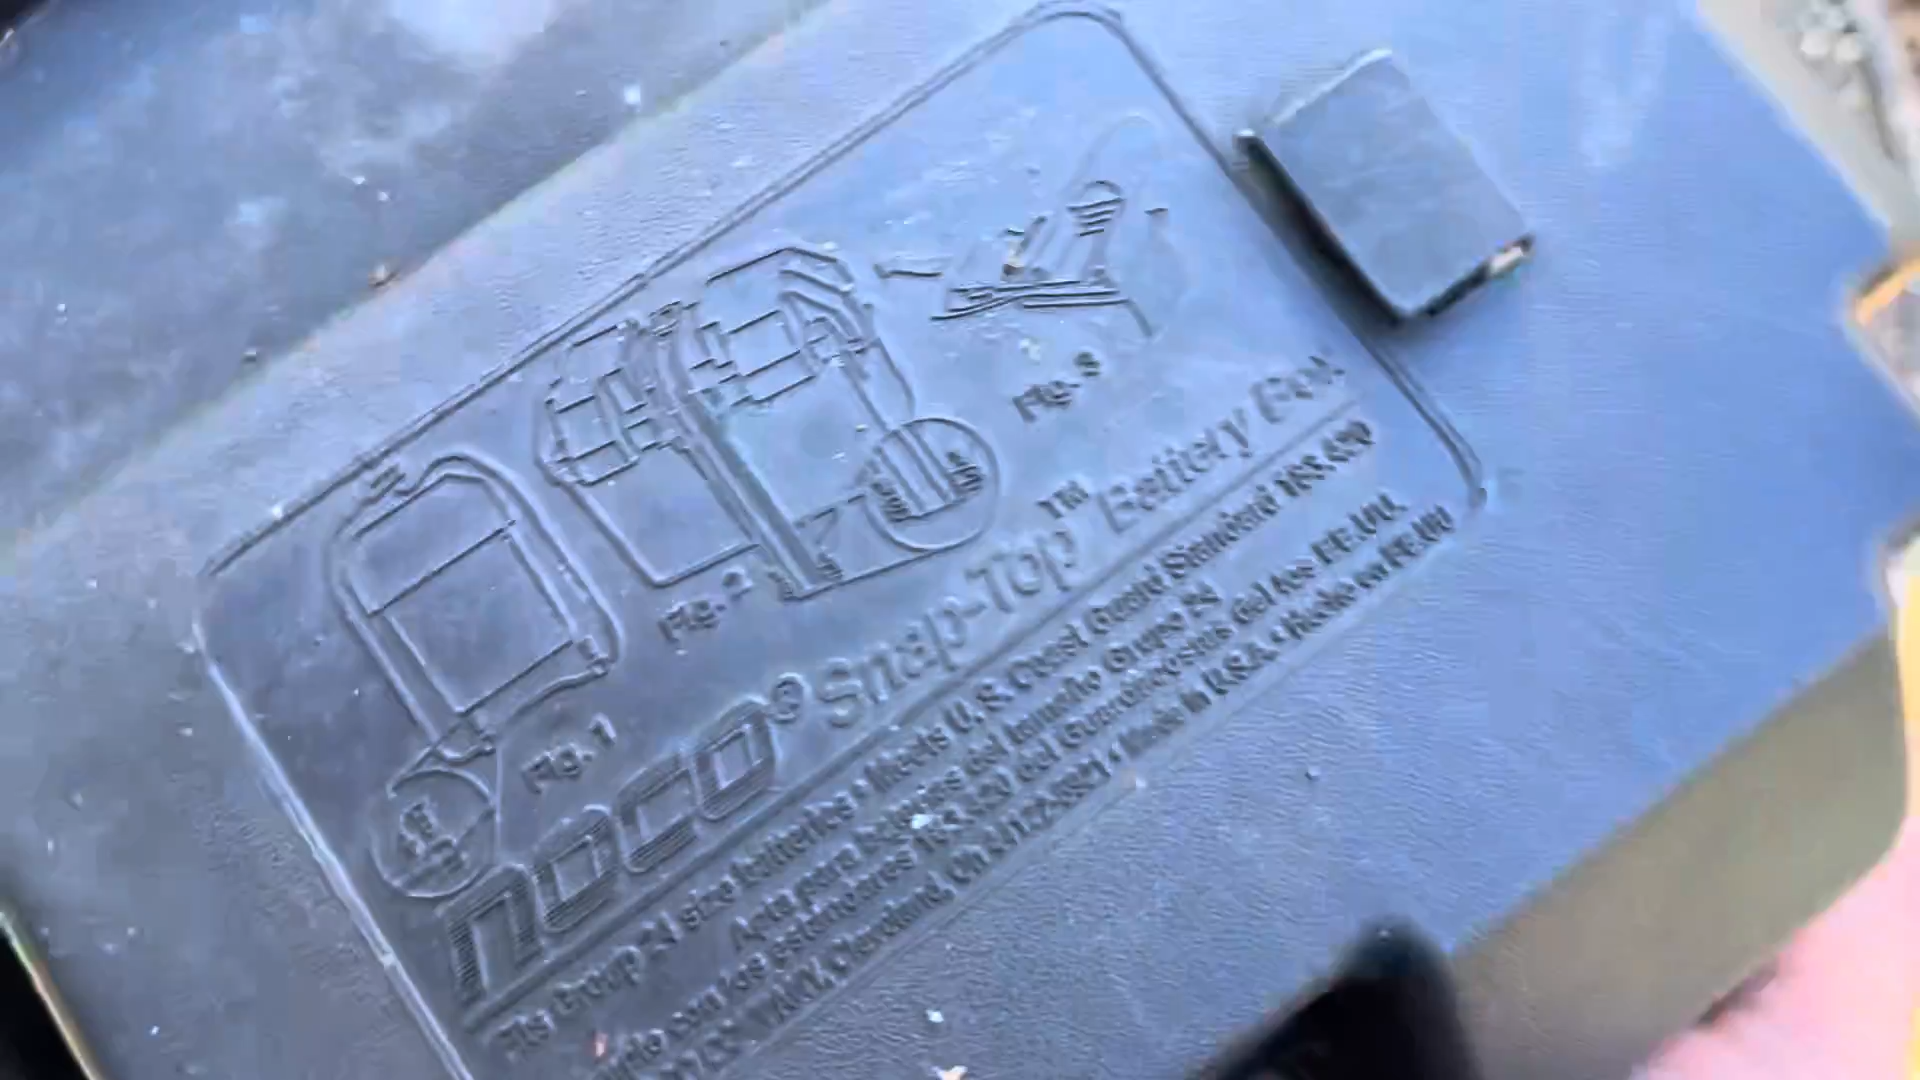 Fig. 1
Fig. 2
Fig. 3
noco® Snap-Top™ Battery Box
Fits Group 24 size batteries • Meets U.S. Coast Guard Standard 183.420
Apta para baterías del tamaño Grupo 24
con los estándares 183.420 del Guardacostas de los EE.UU.
Cleveland, OH 44122 • Made in U.S.A. • Hecho en EE.UU